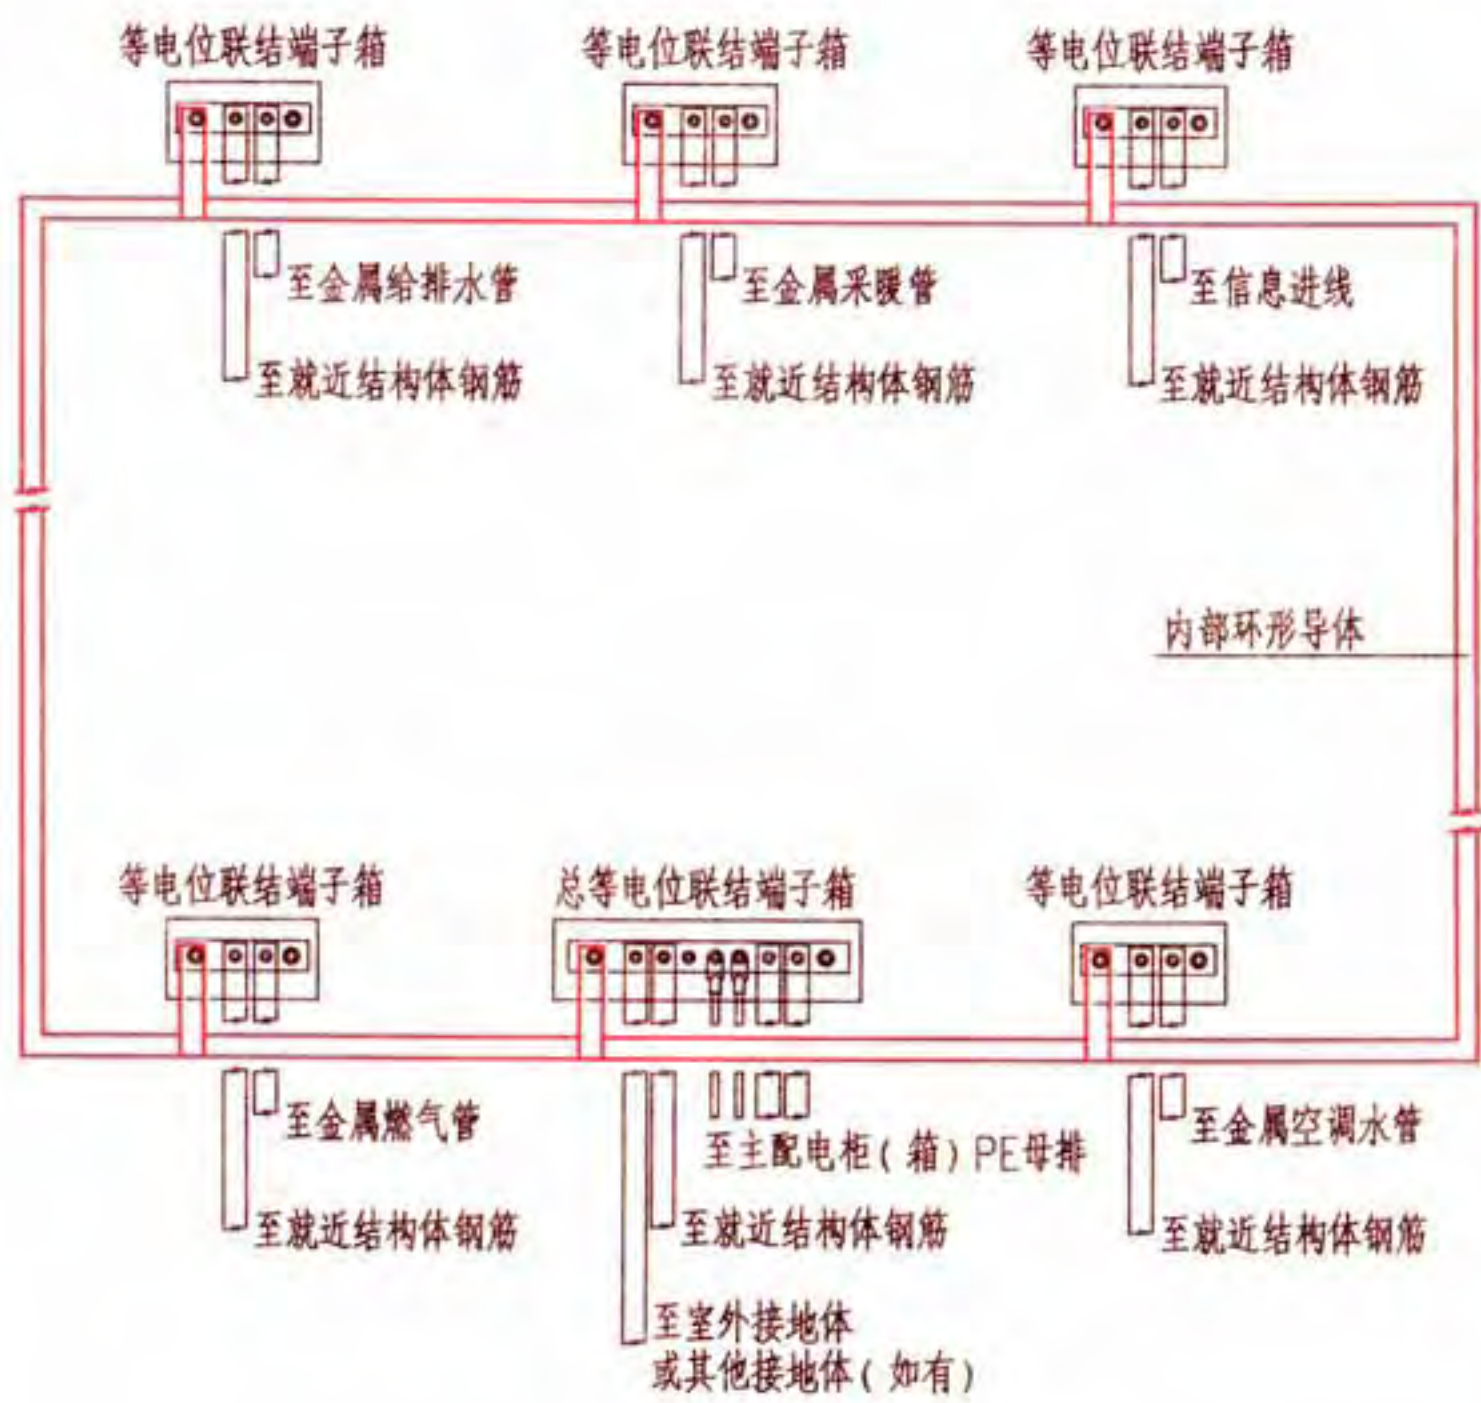 等电位联结端子箱
等电位联结端子箱
等电位联结端子箱
至金属给排水管
至金属采暖管
至信息进线
至就近结构体钢筋
至就近结构体钢筋
至就近结构体钢筋
内部环形导体
等电位联结端子箱
总等电位联结端子箱
等电位联结端子箱
至金属燃气管
至主配电柜(箱)PE母排
至金属空调水管
至就近结构体钢筋
至就近结构体钢筋
至就近结构体钢筋
至室外接地体
或其他接地体(如有)